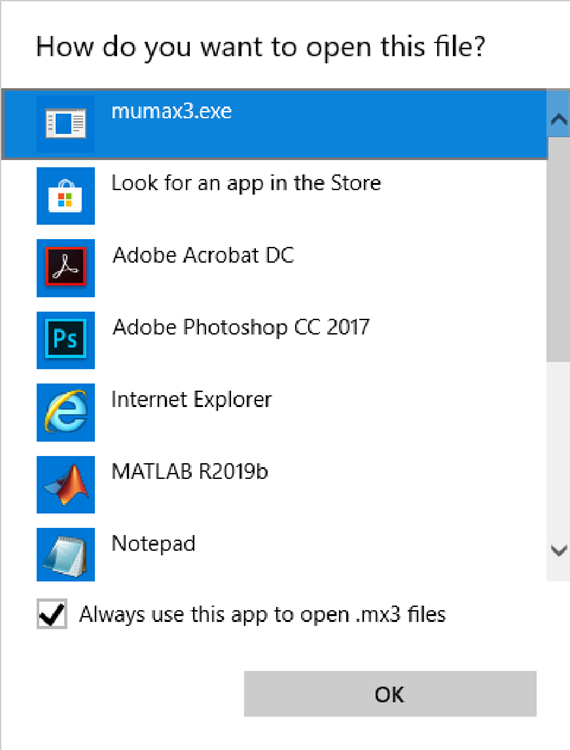 How do you want to open this file?
mumax3.exe
Look for an app in the Store
Adobe Acrobat DC
Ps
Adobe Photoshop CC 2017
Internet Explorer
MATLAB R2019b
Notepad
Always use this app to open .mx3 files
OK